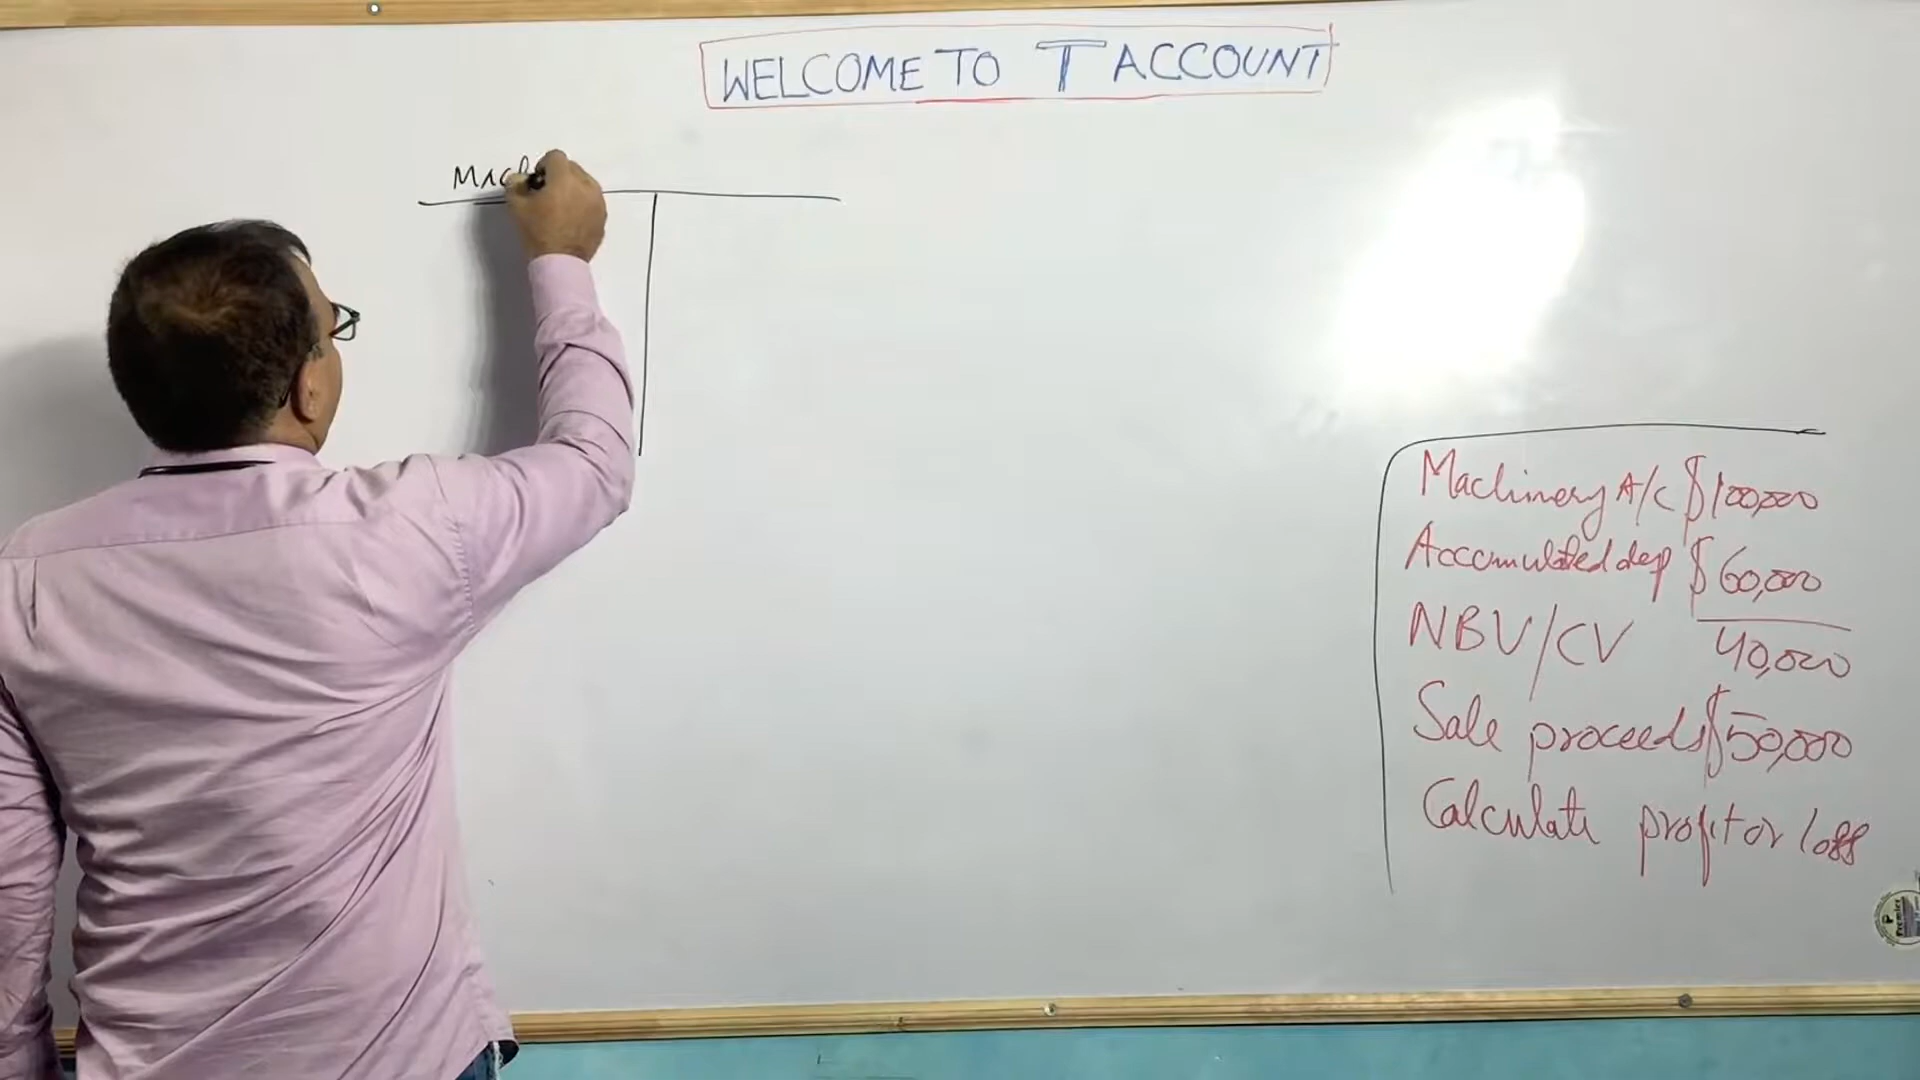 WELCOME TO T ACCOUNT
Mach
Machinery A/C $100,000
Accumulated dep $60,000
NBV/CV 40,000
Sale proceeds $50,000
Calculate profit or loss
P Premier